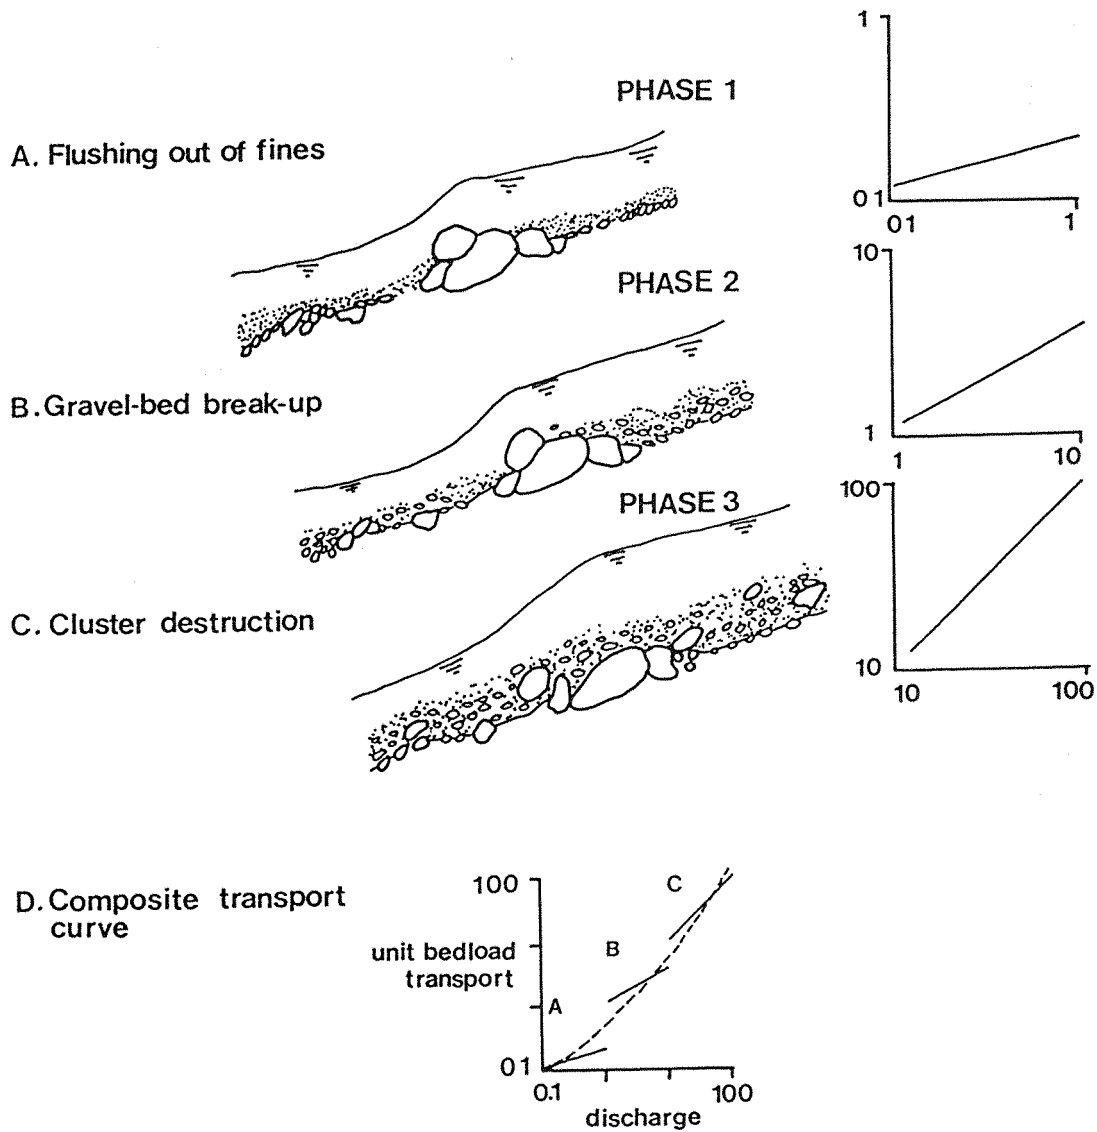 PHASE 1
A. Flushing out of fines
1
01
01
1
PHASE 2
B. Gravel-bed break-up
10
1
1
10
PHASE 3
C. Cluster destruction
100
10
10
100
D. Composite transport
curve
unit bedload
transport
100
01
A
B
C
0.1
100
discharge